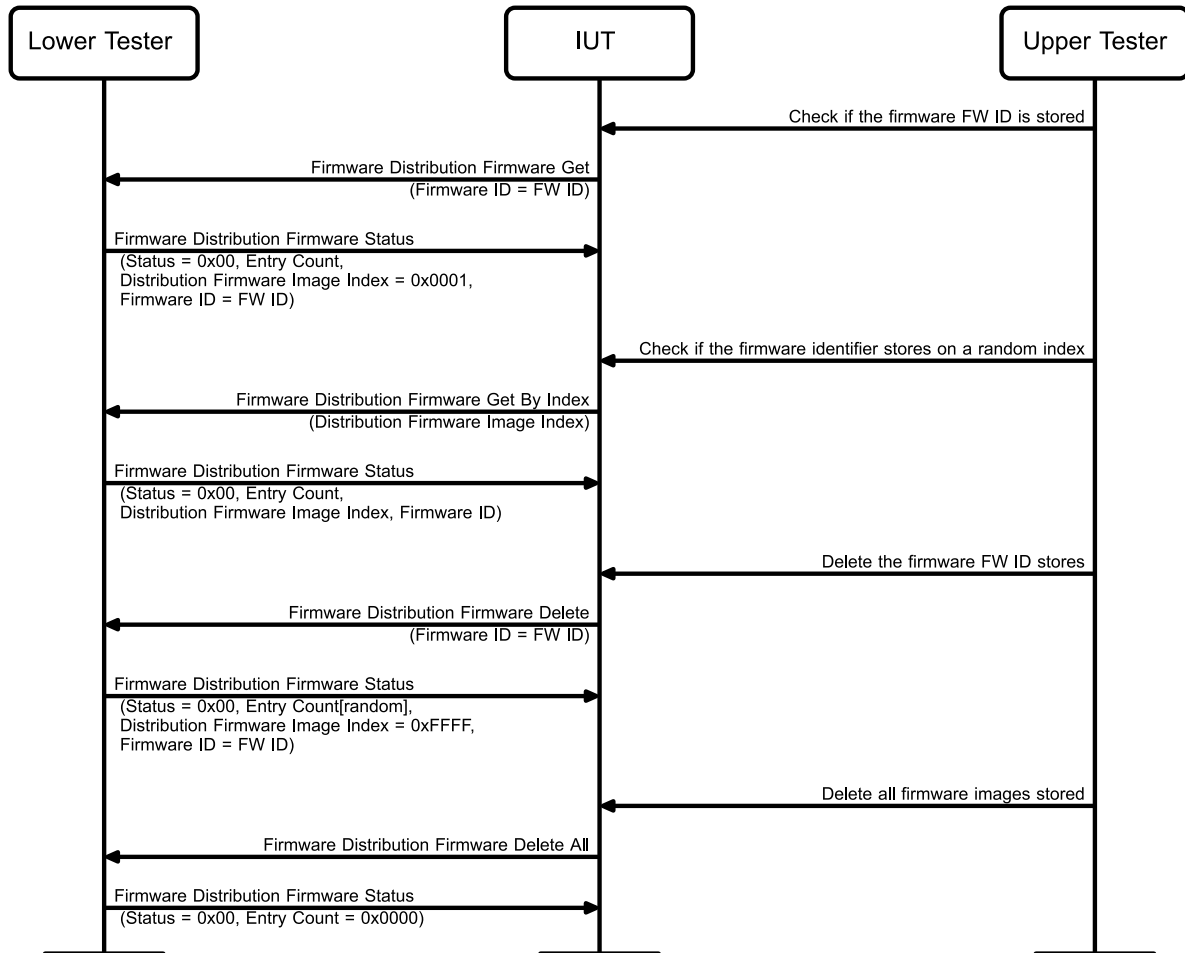 Lower Tester
IUT
Upper Tester
Check if the firmware FW ID is stored
Firmware Distribution Firmware Get
(Firmware ID = FW ID)
Firmware Distribution Firmware Status
(Status = 0x00, Entry Count,
Distribution Firmware Image Index = 0x0001,
Firmware ID = FW ID)
Check if the firmware identifier stores on a random index
Firmware Distribution Firmware Get By Index
(Distribution Firmware Image Index)
Firmware Distribution Firmware Status
(Status = 0x00, Entry Count,
Distribution Firmware Image Index, Firmware ID)
Delete the firmware FW ID stores
Firmware Distribution Firmware Delete
(Firmware ID = FW ID)
Firmware Distribution Firmware Status
(Status = 0x00, Entry Count[random],
Distribution Firmware Image Index = 0xFFFF,
Firmware ID = FW ID)
Delete all firmware images stored
Firmware Distribution Firmware Delete All
Firmware Distribution Firmware Status
(Status = 0x00, Entry Count = 0x0000)